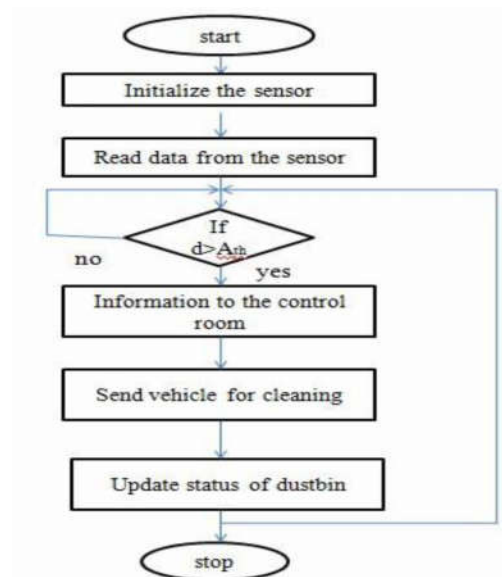 start
Initialize the sensor
Read data from the sensor
If
d>Ath
no
yes
Information to the control
room
Send vehicle for cleaning
Update status of dustbin
stop